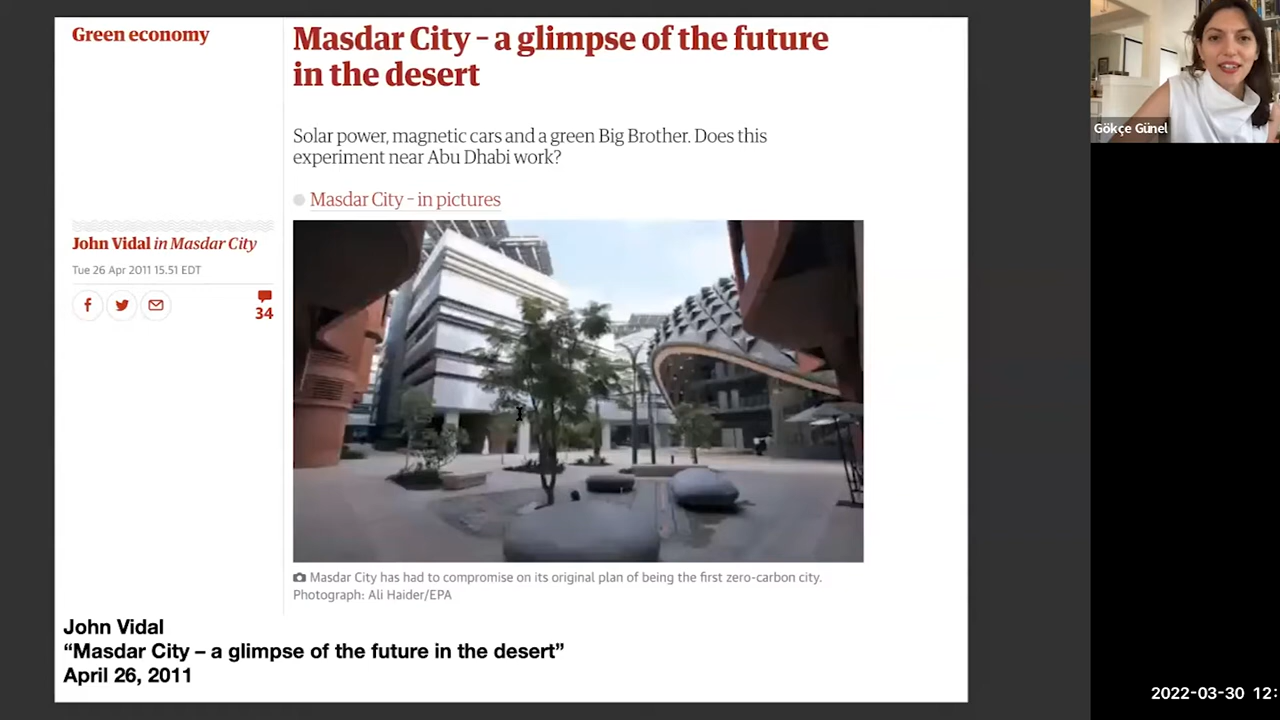 Green economy
Masdar City – a glimpse of the future
in the desert
Solar power, magnetic cars and a green Big Brother. Does this
experiment near Abu Dhabi work?
Masdar City – in pictures
John Vidal in Masdar City
Tue 26 Apr 2011 15.51 EDT
34
Masdar City has had to compromise on its original plan of being the first zero-carbon city.
Photograph: Ali Haider/EPA
John Vidal
“Masdar City – a glimpse of the future in the desert”
April 26, 2011
Gökçe Günel
2022-03-30 12: